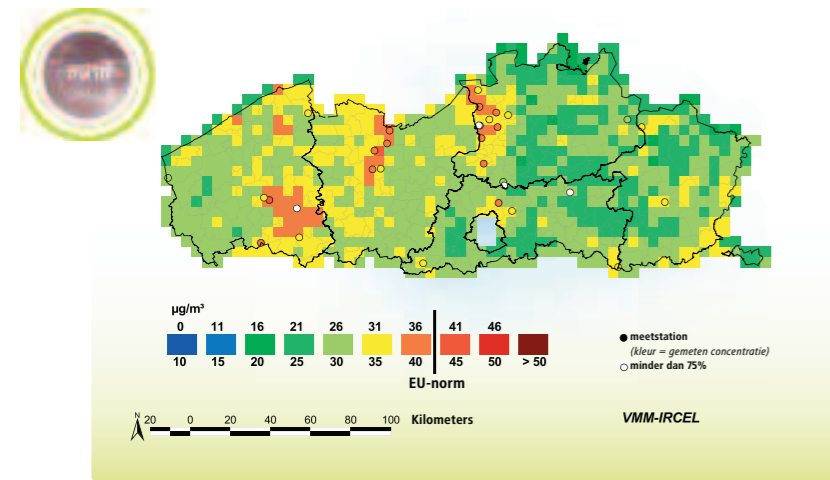 µg/m³
0 11 16 21 26 31 36 41 46
10 15 20 25 30 35 40 45 50 > 50
EU-norm
meetstation
(kleur = gemeten concentratie)
minder dan 75%
N 20 0 20 40 60 80 100 Kilometers
VMM-IRCEL